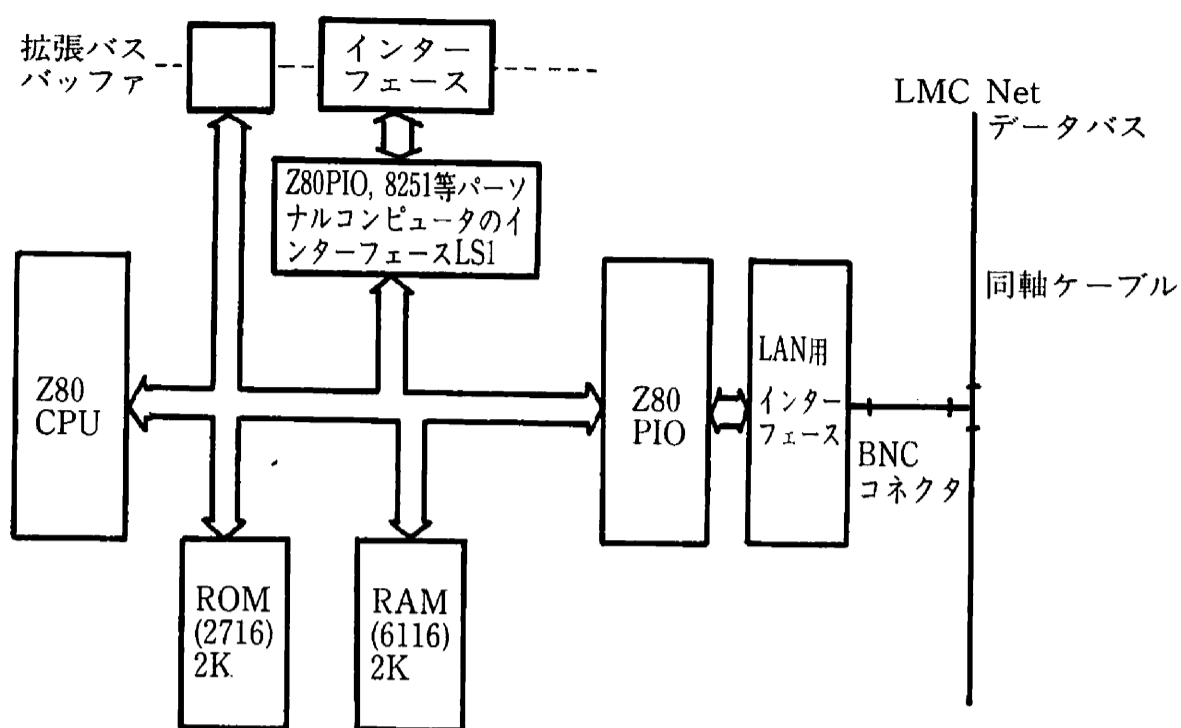 拡張バス
バッファ
インター
フェース
LMC Net
データバス
Z80PIO, 8251等パーソ
ナルコンピュータのイ
ンターフェースLS1
同軸ケーブル
Z80
CPU
Z80
PIO
LAN用
インター
フェース
BNC
コネクタ
ROM
(2716)
2K
RAM
(6116)
2K